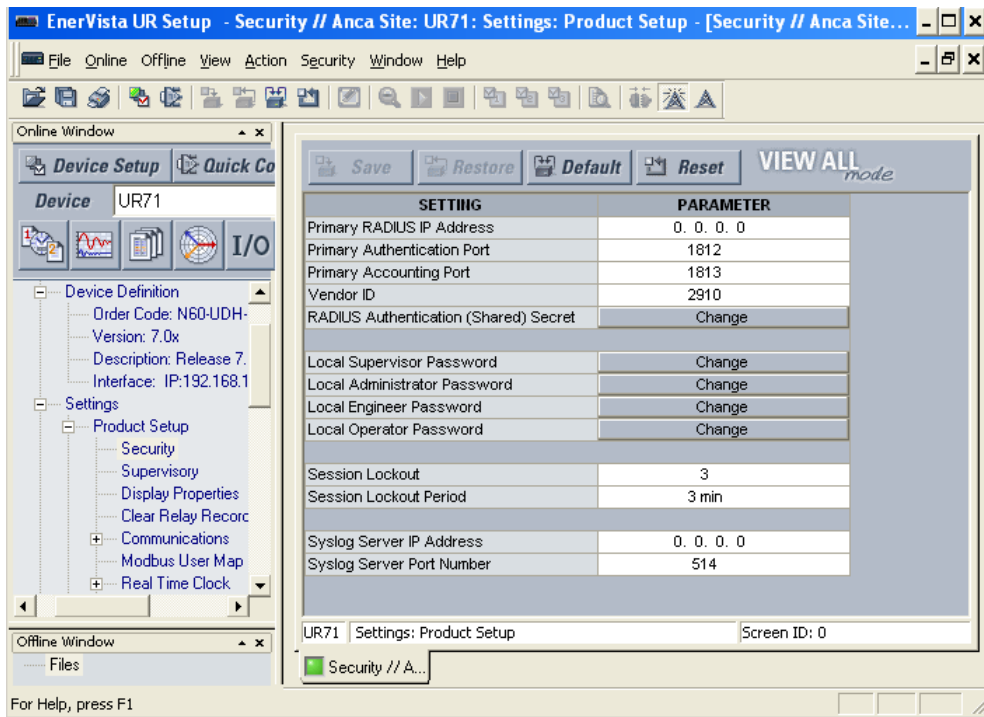 EnerVista UR Setup - Security // Anca Site: UR71: Settings: Product Setup - [Security // Anca Site...
File Online Offline View Action Security Window Help
Online Window
Device Setup Quick Co
Device UR71
I/O
Device Definition
Order Code: N60-UDH-
Version: 7.0x
Description: Release 7.
Interface: IP:192.168.1
Settings
Product Setup
Security
Supervisory
Display Properties
Clear Relay Recorc
Communications
Modbus User Map
Real Time Clock
Offline Window
Files
Save Restore Default Reset VIEW ALL mode
SETTING PARAMETER
Primary RADIUS IP Address 0. 0. 0. 0
Primary Authentication Port 1812
Primary Accounting Port 1813
Vendor ID 2910
RADIUS Authentication (Shared) Secret Change
Local Supervisor Password Change
Local Administrator Password Change
Local Engineer Password Change
Local Operator Password Change
Session Lockout 3
Session Lockout Period 3 min
Syslog Server IP Address 0. 0. 0. 0
Syslog Server Port Number 514
UR71 Settings: Product Setup Screen ID: 0
Security // A...
For Help, press F1